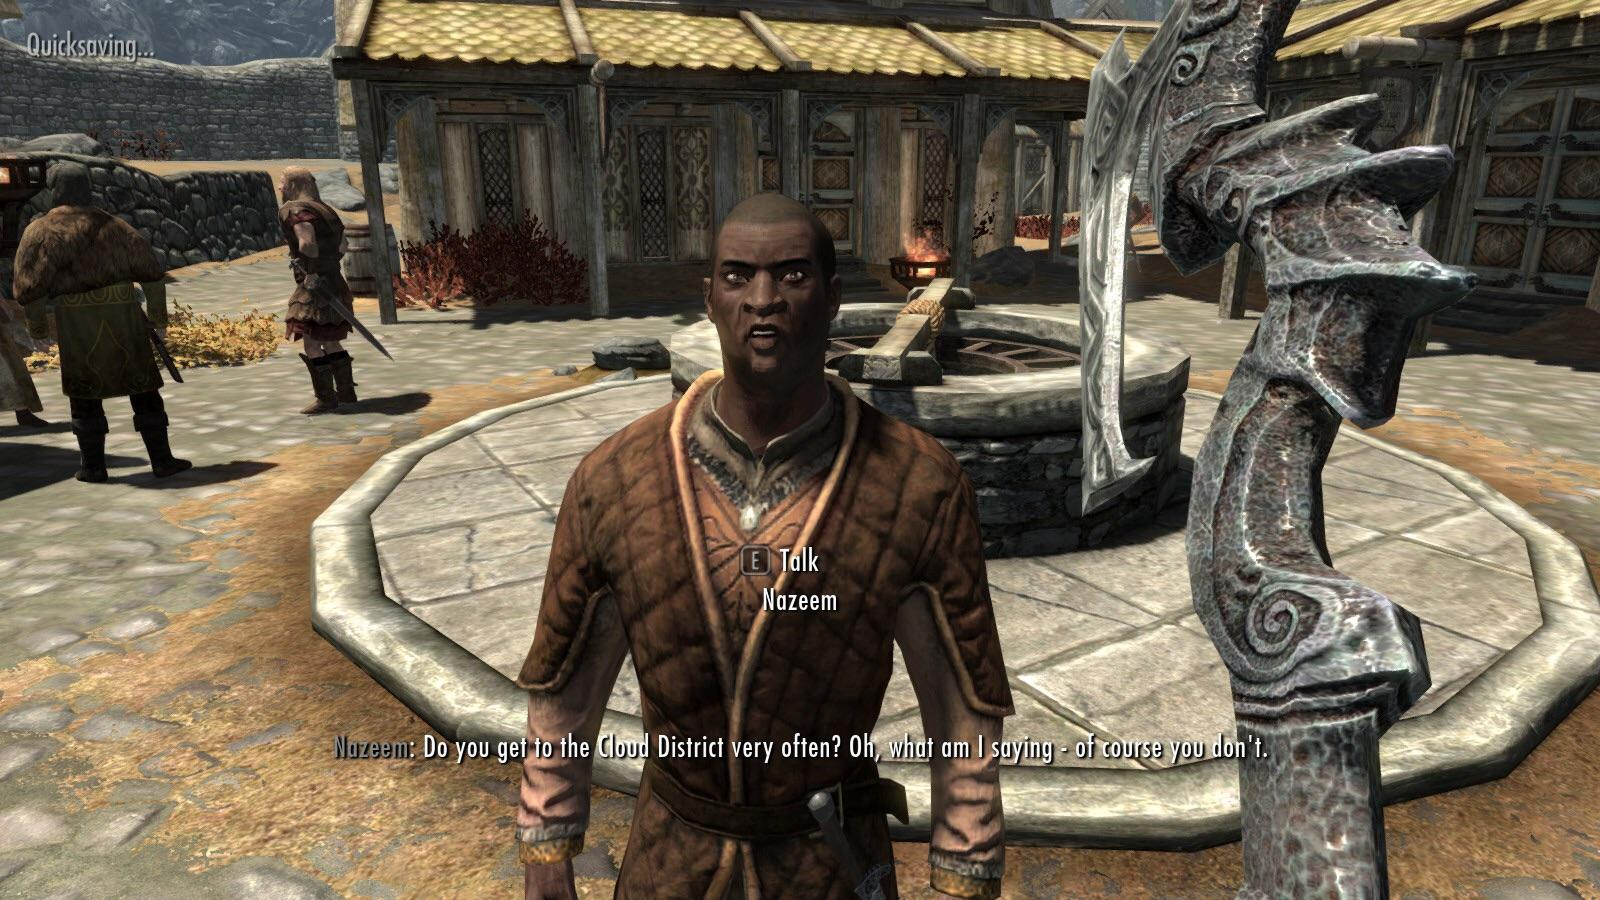 Quicksaving...
E Talk
Nazeem
Nazeem: Do you get to the Cloud District very often? Oh, what am I saying - of course you don't.